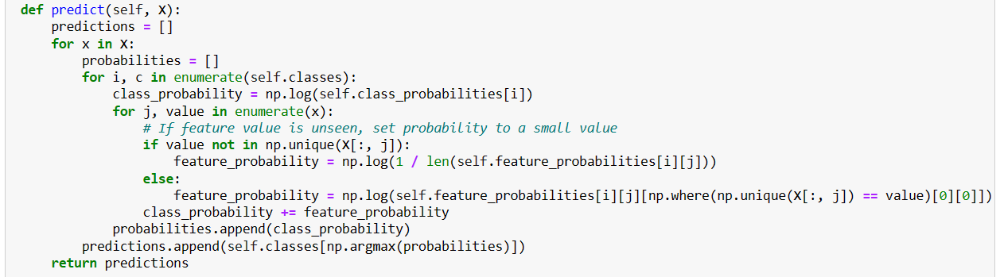 def predict(self, X):
    predictions = []
    for x in X:
        probabilities = []
        for i, c in enumerate(self.classes):
            class_probability = np.log(self.class_probabilities[i])
            for j, value in enumerate(x):
                # If feature value is unseen, set probability to a small value
                if value not in np.unique(X[:, j]):
                    feature_probability = np.log(1 / len(self.feature_probabilities[i][j]))
                else:
                    feature_probability = np.log(self.feature_probabilities[i][j][np.where(np.unique(X[:, j]) == value)[0][0]])
                class_probability += feature_probability
            probabilities.append(class_probability)
        predictions.append(self.classes[np.argmax(probabilities)])
    return predictions